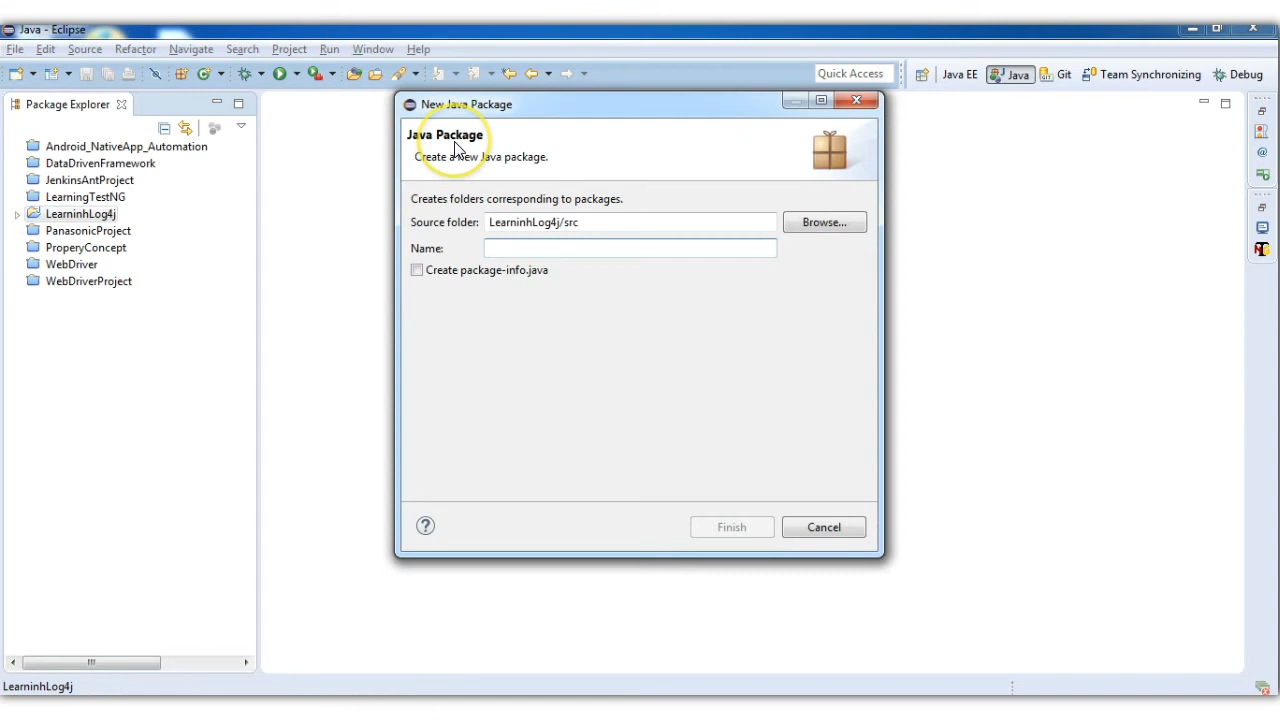 Java - Eclipse
File Edit Source Refactor Navigate Search Project Run Window Help
Quick Access Java EE Java Git Team Synchronizing Debug
Package Explorer
Android_NativeApp_Automation
DataDrivenFramework
JenkinsAntProject
LearningTestNG
LearninhLog4j
PanasonicProject
ProperyConcept
WebDriver
WebDriverProject
New Java Package
Java Package
Create a New Java package.
Creates folders corresponding to packages.
Source folder: LearninhLog4j/src Browse...
Name:
Create package-info.java
Finish Cancel
LearninhLog4j